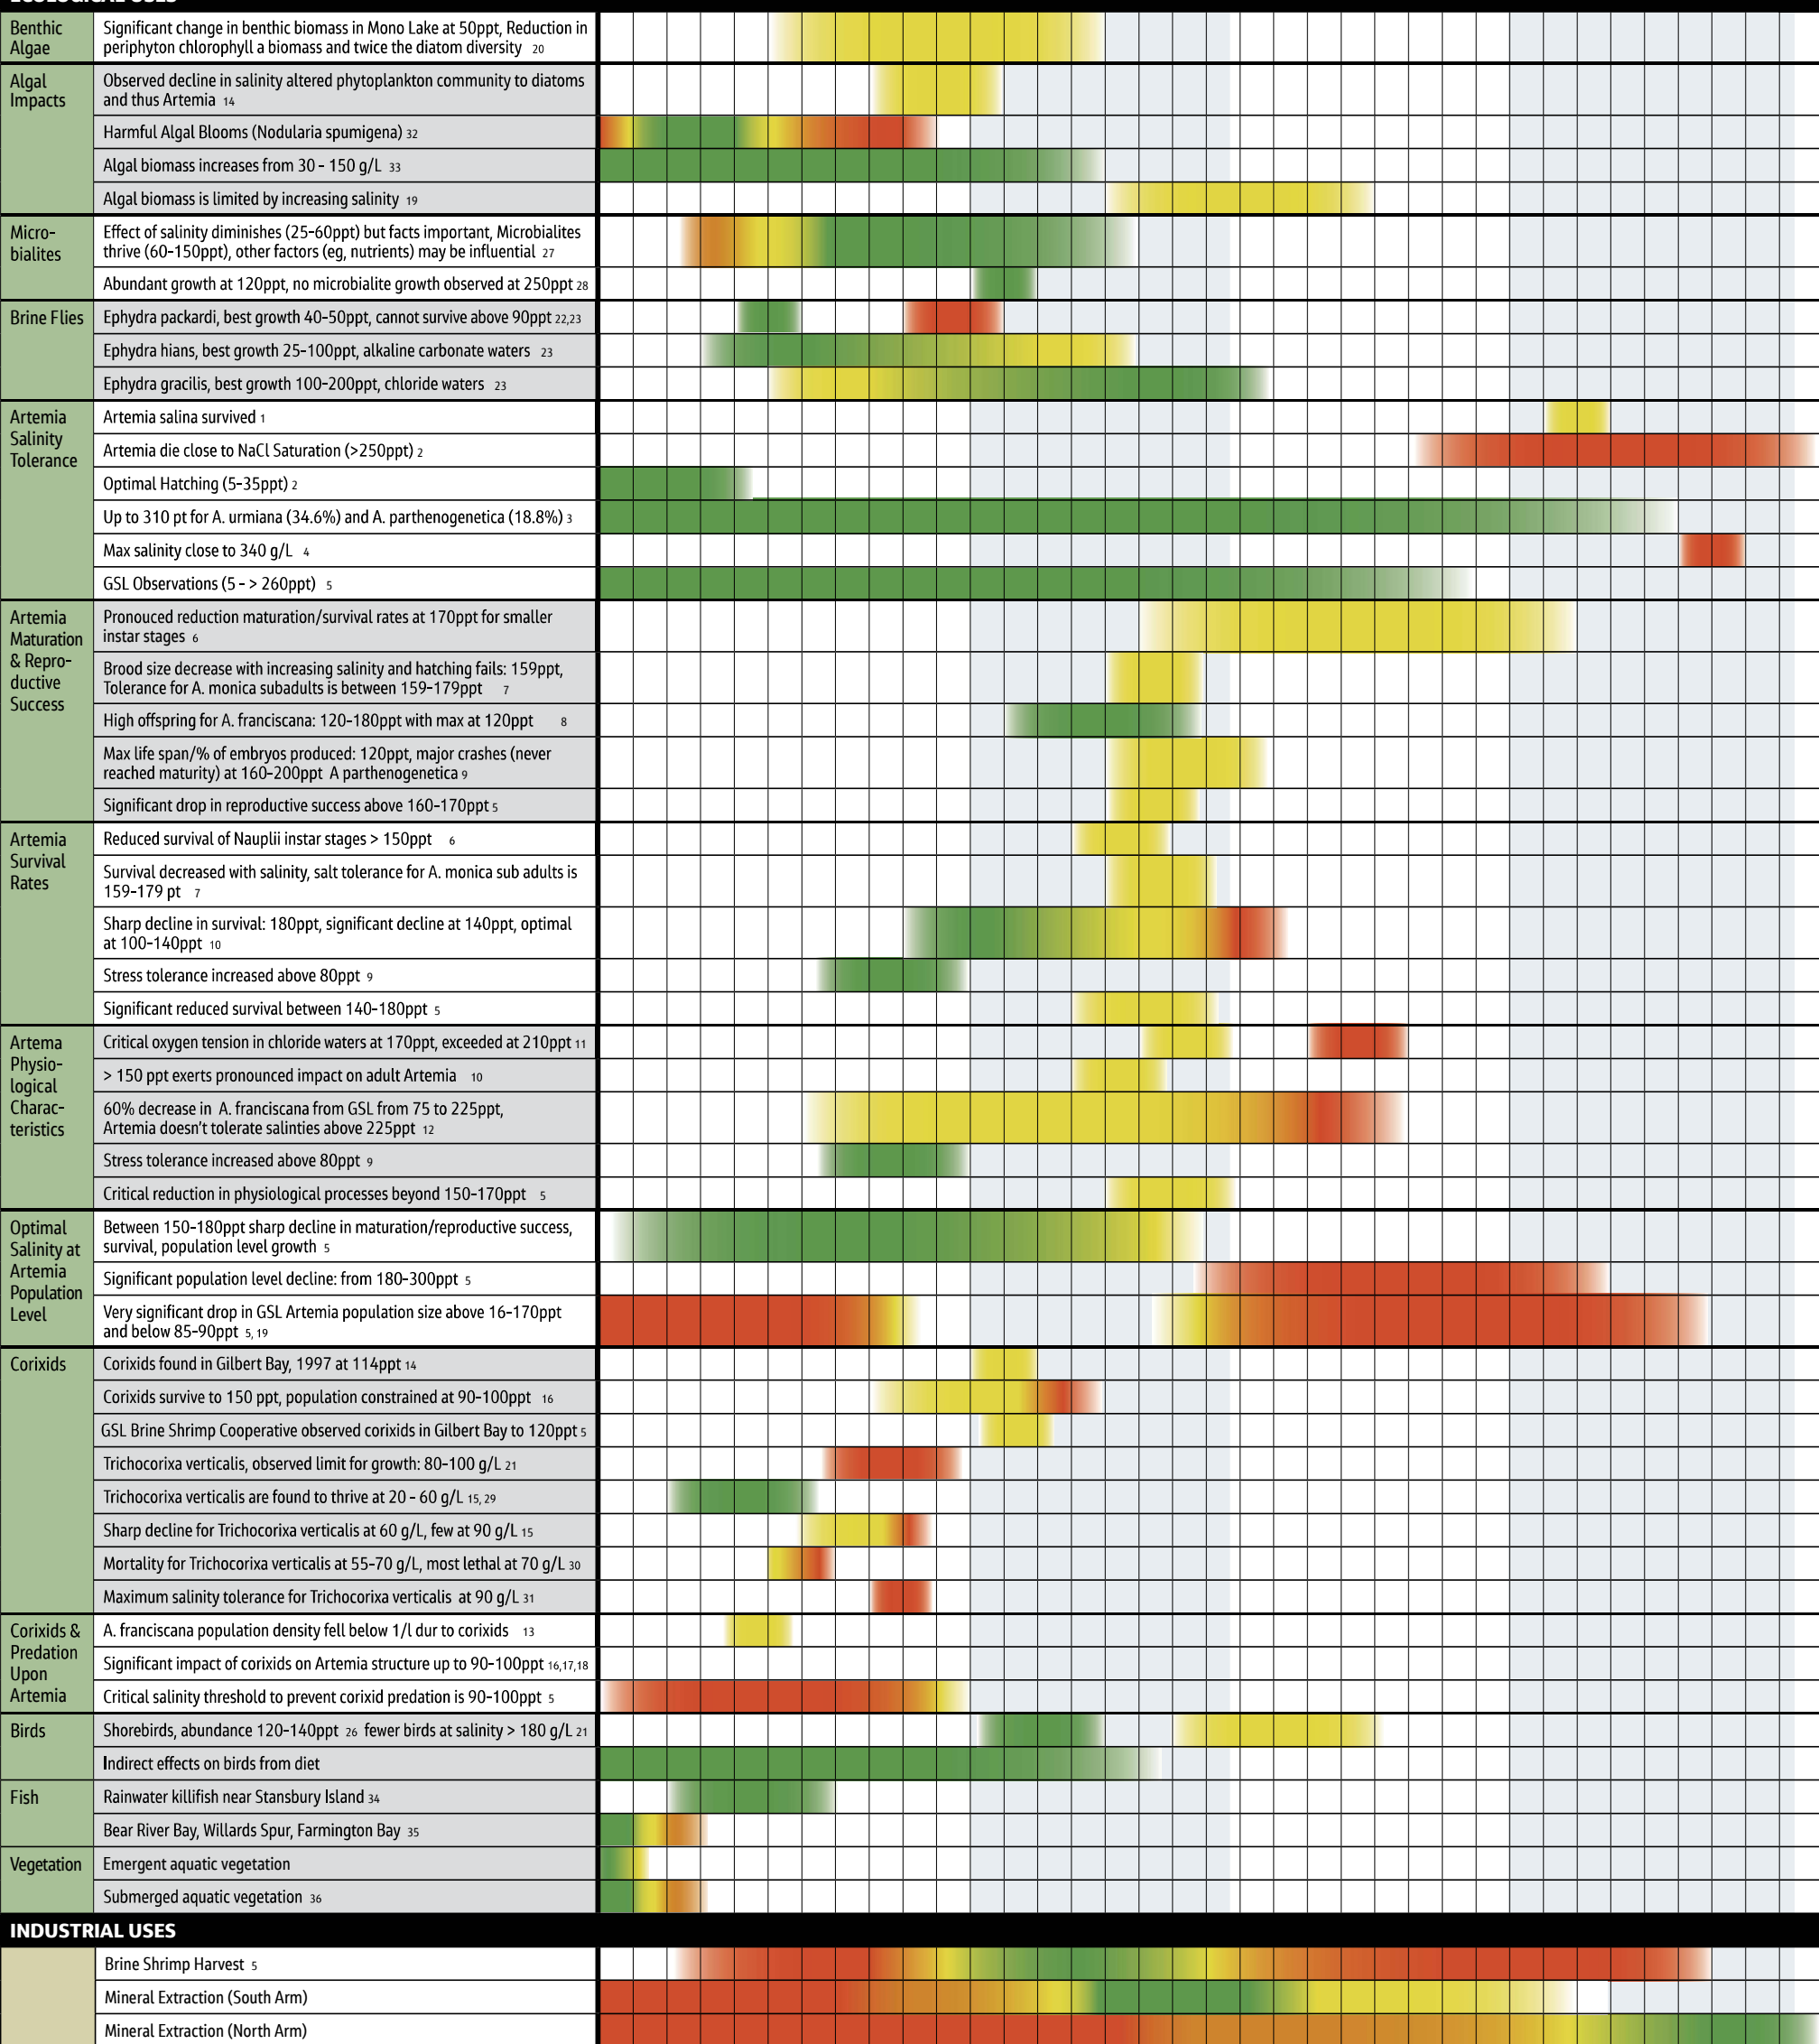 ECOLOGICAL USES
Benthic
Algae
Significant change in benthic biomass in Mono Lake at 50ppt, Reduction in
periphyton chlorophyll a biomass and twice the diatom diversity 20
Algal
Impacts
Observed decline in salinity altered phytoplankton community to diatoms
and thus Artemia 14
Harmful Algal Blooms (Nodularia spumigena) 32
Algal biomass increases from 30 - 150 g/L 33
Algal biomass is limited by increasing salinity 19
Micro-
bialites
Effect of salinity diminishes (25-60ppt) but facts important, Microbialites
thrive (60-150ppt), other factors (eg, nutrients) may be influential 27
Abundant growth at 120ppt, no microbialite growth observed at 250ppt 28
Brine Flies
Ephydra packardi, best growth 40-50ppt, cannot survive above 90ppt 22,23
Ephydra hians, best growth 25-100ppt, alkaline carbonate waters 23
Ephydra gracilis, best growth 100-200ppt, chloride waters 23
Artemia
Salinity
Tolerance
Artemia salina survived 1
Artemia die close to NaCl Saturation (>250ppt) 2
Optimal Hatching (5-35ppt) 2
Up to 310 pt for A. urmiana (34.6%) and A. parthenogenetica (18.8%) 3
Max salinity close to 340 g/L 4
GSL Observations (5 - > 260ppt) 5
Artemia
Maturation
& Repro-
ductive
Success
Pronouced reduction maturation/survival rates at 170ppt for smaller
instar stages 6
Brood size decrease with increasing salinity and hatching fails: 159ppt,
Tolerance for A. monica subadults is between 159-179ppt 7
High offspring for A. franciscana: 120-180ppt with max at 120ppt 8
Max life span/% of embryos produced: 120ppt, major crashes (never
reached maturity) at 160-200ppt A parthenogenetica 9
Significant drop in reproductive success above 160-170ppt 5
Artemia
Survival
Rates
Reduced survival of Nauplii instar stages > 150ppt 6
Survival decreased with salinity, salt tolerance for A. monica sub adults is
159-179 pt 7
Sharp decline in survival: 180ppt, significant decline at 140ppt, optimal
at 100-140ppt 10
Stress tolerance increased above 80ppt 9
Significant reduced survival between 140-180ppt 5
Artema
Physio-
logical
Charac-
teristics
Critical oxygen tension in chloride waters at 170ppt, exceeded at 210ppt 11
> 150 ppt exerts pronounced impact on adult Artemia 10
60% decrease in A. franciscana from GSL from 75 to 225ppt,
Artemia doesn't tolerate salinties above 225ppt 12
Stress tolerance increased above 80ppt 9
Critical reduction in physiological processes beyond 150-170ppt 5
Optimal
Salinity at
Artemia
Population
Level
Between 150-180ppt sharp decline in maturation/reproductive success,
survival, population level growth 5
Significant population level decline: from 180-300ppt 5
Very significant drop in GSL Artemia population size above 16-170ppt
and below 85-90ppt 5, 19
Corixids
Corixids found in Gilbert Bay, 1997 at 114ppt 14
Corixids survive to 150 ppt, population constrained at 90-100ppt 16
GSL Brine Shrimp Cooperative observed corixids in Gilbert Bay to 120ppt 5
Trichocorixa verticalis, observed limit for growth: 80-100 g/L 21
Trichocorixa verticalis are found to thrive at 20 - 60 g/L 15, 29
Sharp decline for Trichocorixa verticalis at 60 g/L, few at 90 g/L 15
Mortality for Trichocorixa verticalis at 55-70 g/L, most lethal at 70 g/L 30
Maximum salinity tolerance for Trichocorixa verticalis at 90 g/L 31
Corixids &
Predation
Upon
Artemia
A. franciscana population density fell below 1/l dur to corixids 13
Significant impact of corixids on Artemia structure up to 90-100ppt 16,17,18
Critical salinity threshold to prevent corixid predation is 90-100ppt 5
Birds
Shorebirds, abundance 120-140ppt 26 fewer birds at salinity > 180 g/L 21
Indirect effects on birds from diet
Fish
Rainwater killifish near Stansbury Island 34
Bear River Bay, Willards Spur, Farmington Bay 35
Vegetation
Emergent aquatic vegetation
Submerged aquatic vegetation 36
INDUSTRIAL USES
Brine Shrimp Harvest 5
Mineral Extraction (South Arm)
Mineral Extraction (North Arm)